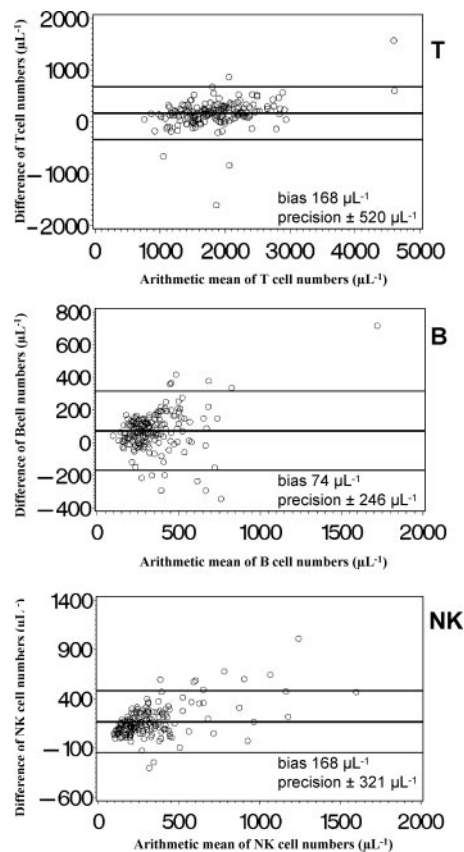 2000
1000
0
−1000
−2000
Difference of Tcell numbers (µL⁻¹)
T
bias 168 µL⁻¹
precision ± 520 µL⁻¹
0 1000 2000 3000 4000 5000
Arithmetic mean of T cell numbers (µL⁻¹)
800
600
400
200
0
−200
−400
Difference of Bcell numbers (µL⁻¹)
B
bias 74 µL⁻¹
precision ± 246 µL⁻¹
0 500 1000 1500 2000
Arithmetic mean of B cell numbers (µL⁻¹)
1400
900
400
−100
−600
Difference of NK cell numbers (µL⁻¹)
NK
bias 168 µL⁻¹
precision ± 321 µL⁻¹
0 500 1000 1500 2000
Arithmetic mean of NK cell numbers (µL⁻¹)